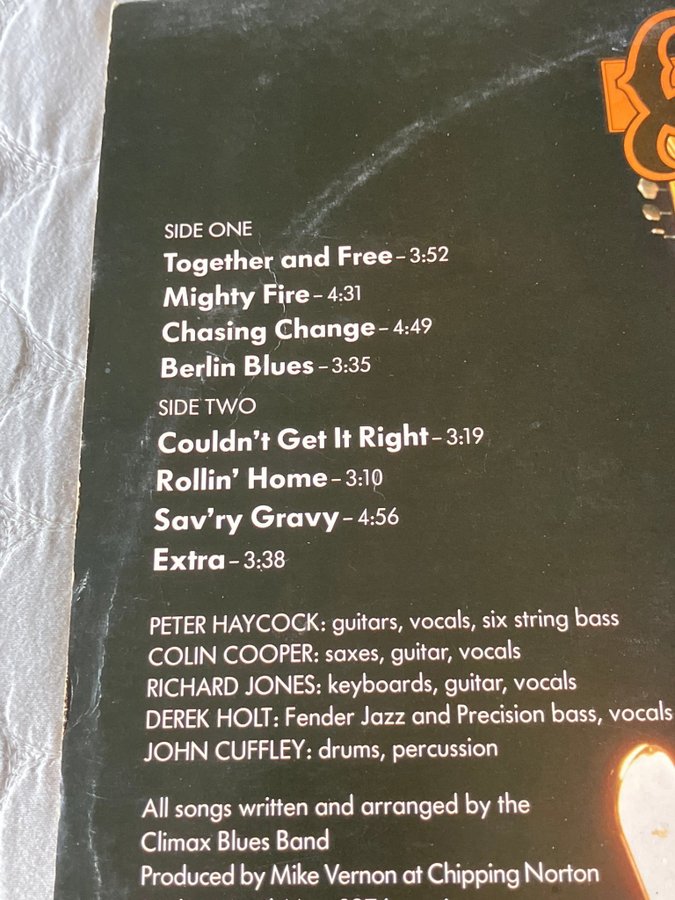 SIDE ONE
Together and Free – 3:52
Mighty Fire – 4:31
Chasing Change – 4:49
Berlin Blues – 3:35
SIDE TWO
Couldn't Get It Right – 3:19
Rollin' Home – 3:10
Sav'ry Gravy – 4:56
Extra – 3:38
PETER HAYCOCK: guitars, vocals, six string bass
COLIN COOPER: saxes, guitar, vocals
RICHARD JONES: keyboards, guitar, vocals
DEREK HOLT: Fender Jazz and Precision bass, vocals
JOHN CUFFLEY: drums, percussion
All songs written and arranged by the
Climax Blues Band
Produced by Mike Vernon at Chipping Norton